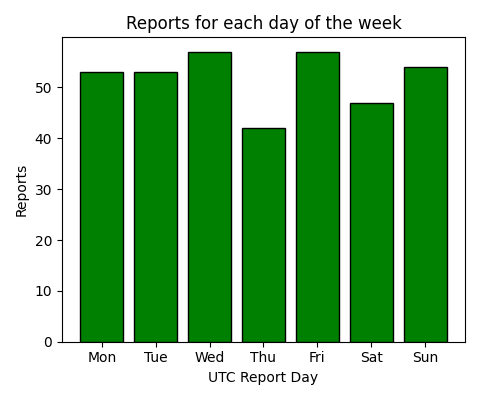 Reports for each day of the week
Reports
50
40
30
20
10
0
Mon Tue Wed Thu Fri Sat Sun
UTC Report Day